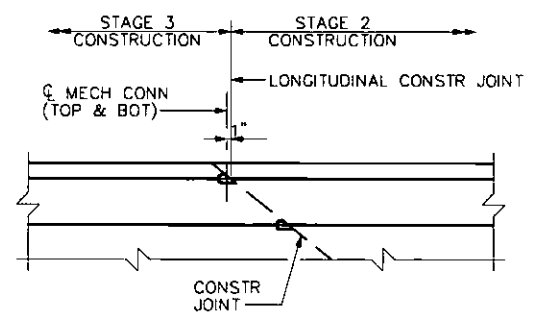 STAGE 3
CONSTRUCTION
STAGE 2
CONSTRUCTION
℄ MECH CONN
(TOP & BOT)
LONGITUDINAL CONSTR JOINT
1"
CONSTR
JOINT